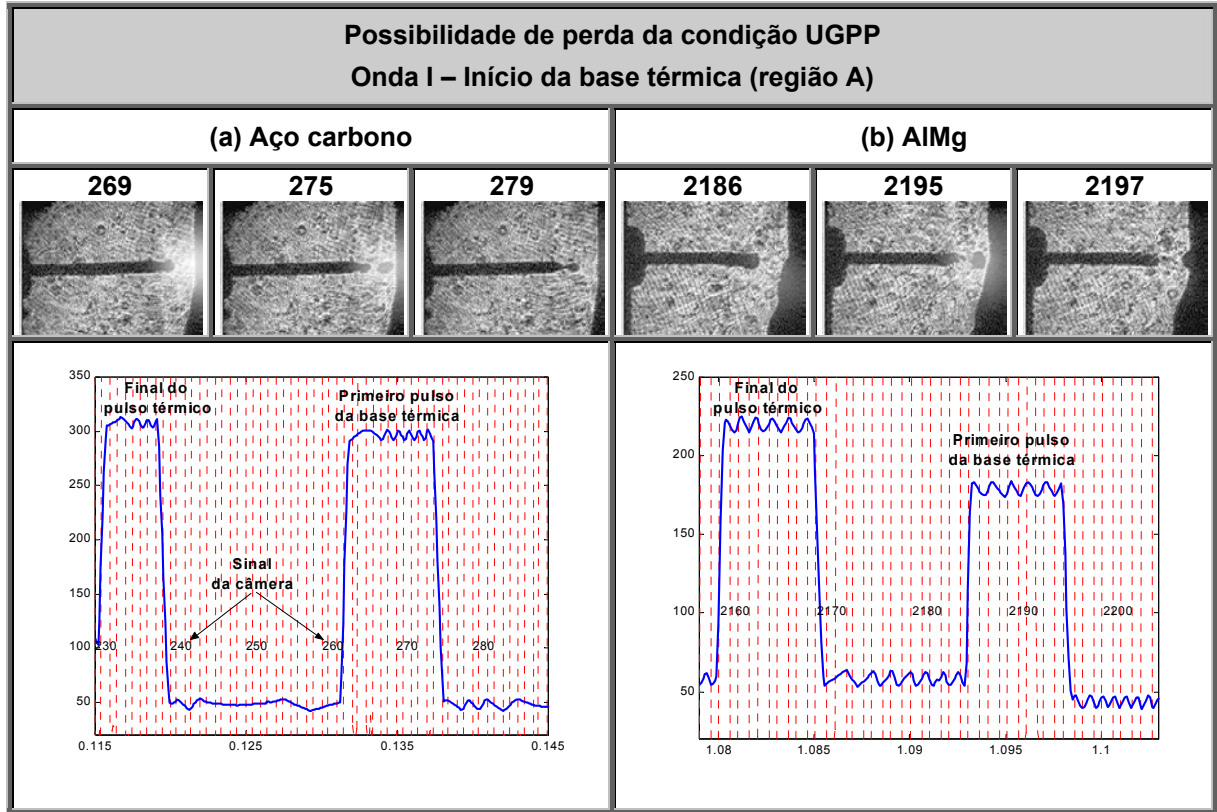 Possibilidade de perda da condição UGPP
Onda I – Início da base térmica (região A)
(a) Aço carbono
(b) AlMg
269 275 279 2186 2195 2197
350
300
250
200
150
100
50
Final do
pulso térmico
Primeiro pulso
da base térmica
Sinal
da câmera
230 240 250 260 270 280
0.115 0.125 0.135 0.145
250
200
150
100
50
Final do
pulso térmico
Primeiro pulso
da base térmica
2160 2170 2180 2190 2200
1.08 1.085 1.09 1.095 1.1